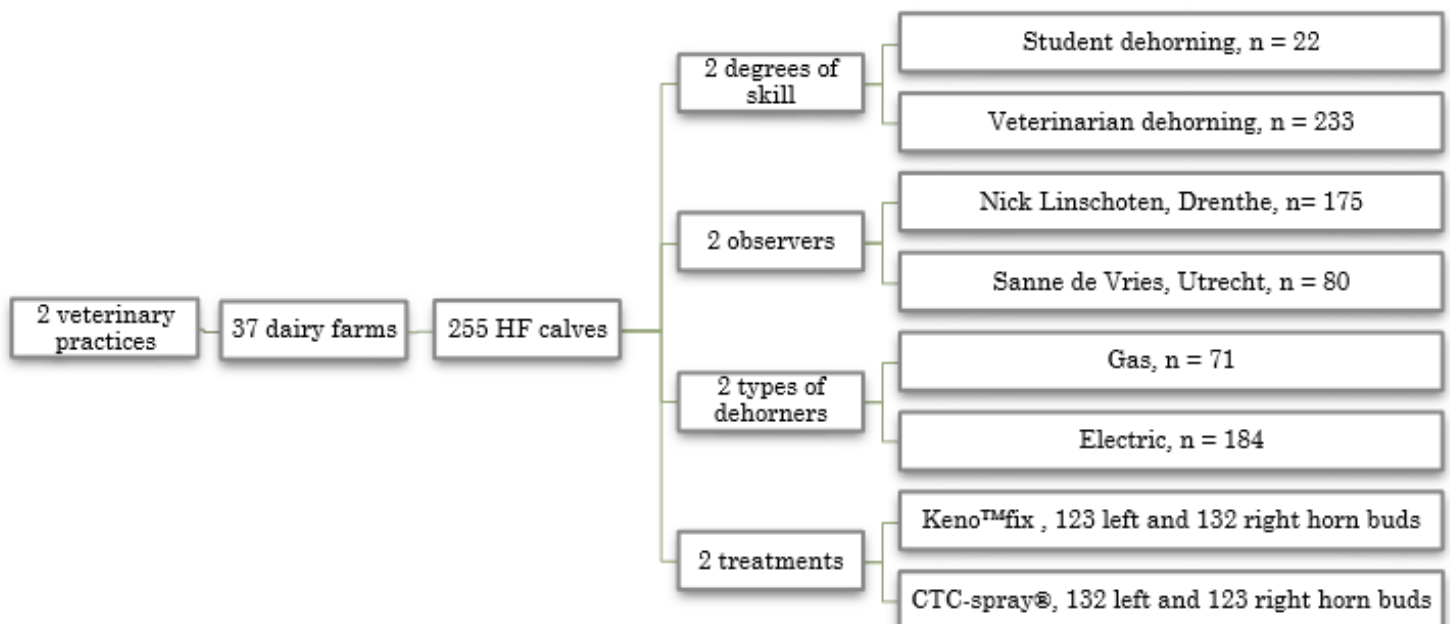 2 veterinary
practices
37 dairy farms
255 HF calves
2 degrees of
skill
Student dehorning, n = 22
Veterinarian dehorning, n = 233
2 observers
Nick Linschoten, Drenthe, n= 175
Sanne de Vries, Utrecht, n = 80
2 types of
dehorners
Gas, n = 71
Electric, n = 184
2 treatments
Keno™fix , 123 left and 132 right horn buds
CTC-spray®, 132 left and 123 right horn buds